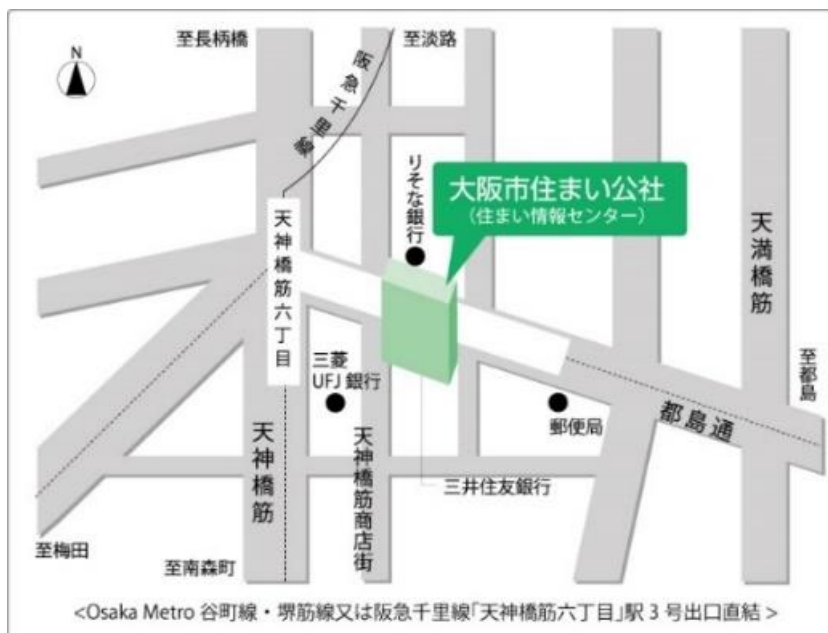 至長柄橋
至淡路
N
阪急千里線
りそな銀行
大阪市住まい公社
（住まい情報センター）
天神橋筋六丁目
天満橋筋
三菱
UFJ 銀行
至都島
郵便局
都島通
天神橋筋
天神橋筋商店街
三井住友銀行
至梅田
至南森町
<Osaka Metro 谷町線・堺筋線又は阪急千里線「天神橋筋六丁目」駅 3 号出口直結 >